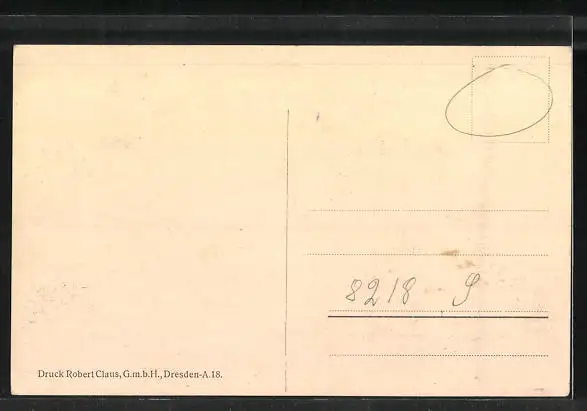 8218 S
Druck Robert Claus, G.m.b.H., Dresden-A.18.